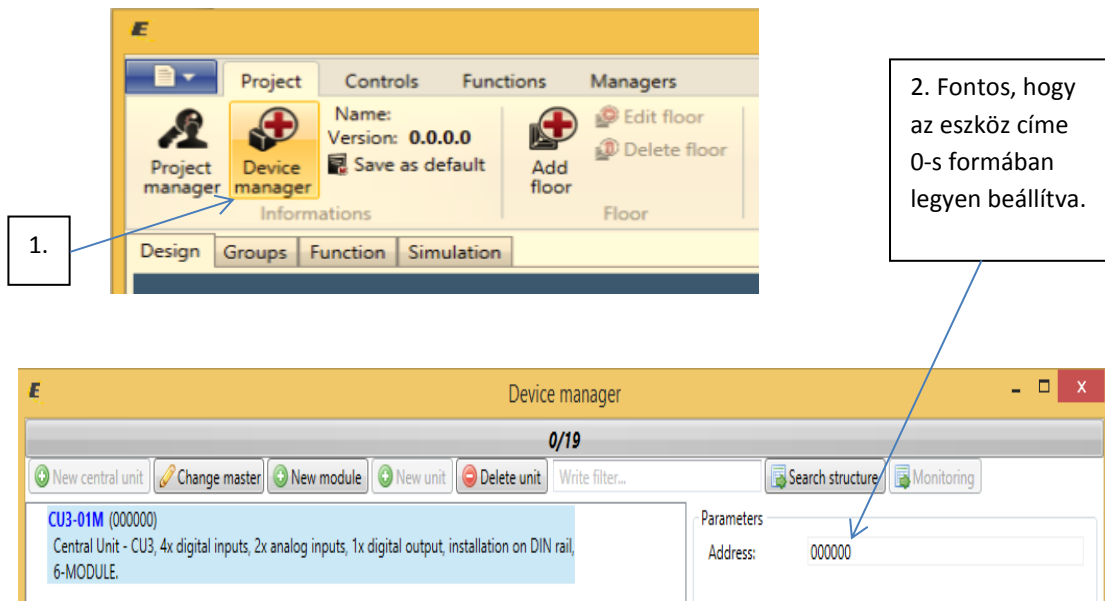 E
Project Controls Functions Managers
Project manager
Device manager
Name:
Version: 0.0.0.0
Save as default
Informations
Add floor
Edit floor
Delete floor
Floor
Design Groups Function Simulation
1.
2. Fontos, hogy
az eszköz címe
0-s formában
legyen beállítva.
E Device manager
0/19
New central unit Change master New module New unit Delete unit Write filter... Search structure Monitoring
CU3-01M (000000)
Central Unit - CU3, 4x digital inputs, 2x analog inputs, 1x digital output, installation on DIN rail,
6-MODULE.
Parameters
Address: 000000